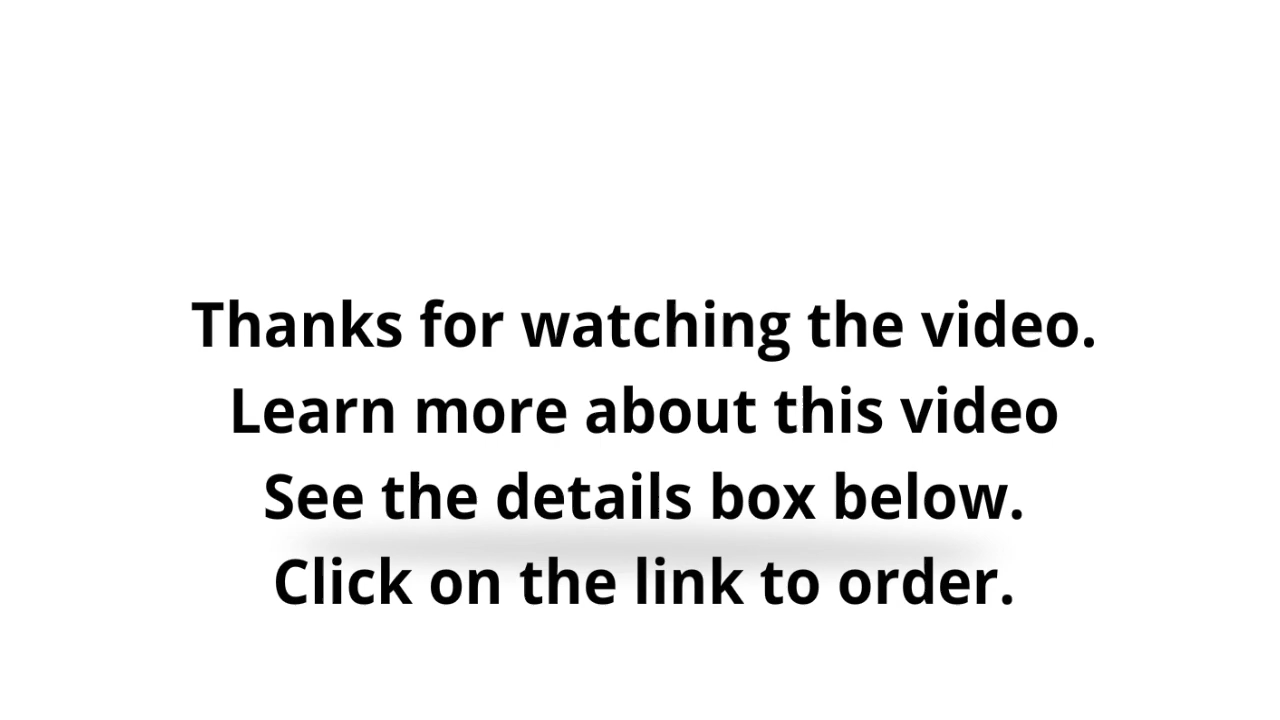 Thanks for watching the video.
Learn more about this video
See the details box below.
Click on the link to order.